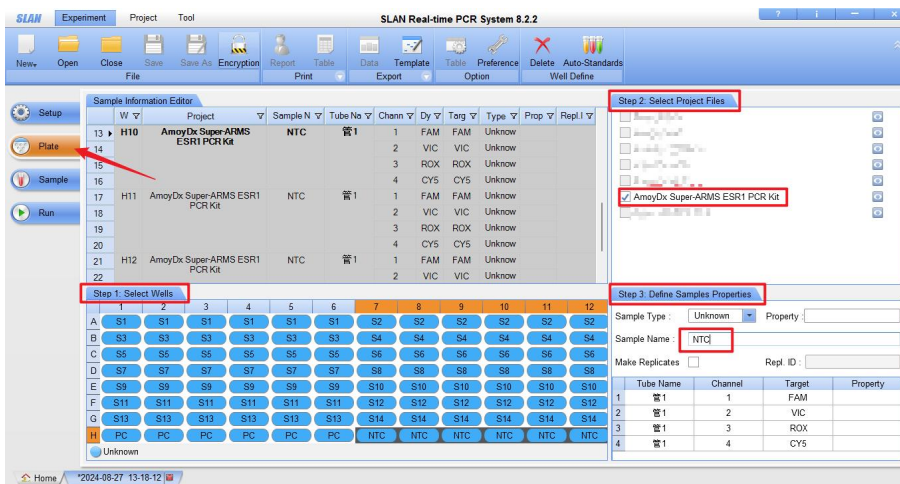 SLAN Experiment Project Tool SLAN Real-time PCR System 8.2.2 ? i
New Open Close Save Save As Encryption Report Table Data Template Table Preference Delete Auto-Standards
File Print Export Option Well Define
Setup
Plate
Sample
Run
Sample Information Editor
W Project Sample N Tube Na Chann Dy Targ Type Prop Repl.I
13 H10 AmoyDx Super-ARMS ESR1 PCR Kit NTC 管1 1 FAM FAM Unknow
14 2 VIC VIC Unknow
15 3 ROX ROX Unknow
16 4 CY5 CY5 Unknow
17 H11 AmoyDx Super-ARMS ESR1 PCR Kit NTC 管1 1 FAM FAM Unknow
18 2 VIC VIC Unknow
19 3 ROX ROX Unknow
20 4 CY5 CY5 Unknow
21 H12 AmoyDx Super-ARMS ESR1 PCR Kit NTC 管1 1 FAM FAM Unknow
22 2 VIC VIC Unknow
Step 2: Select Project Files
AmoyDx Super-ARMS ESR1 PCR Kit
Step 1: Select Wells
1 2 3 4 5 6 7 8 9 10 11 12
A S1 S1 S1 S1 S1 S1 S2 S2 S2 S2 S2 S2
B S3 S3 S3 S3 S3 S3 S4 S4 S4 S4 S4 S4
C S5 S5 S5 S5 S5 S5 S6 S6 S6 S6 S6 S6
D S7 S7 S7 S7 S7 S7 S8 S8 S8 S8 S8 S8
E S9 S9 S9 S9 S9 S9 S10 S10 S10 S10 S10 S10
F S11 S11 S11 S11 S11 S11 S12 S12 S12 S12 S12 S12
G S13 S13 S13 S13 S13 S13 S14 S14 S14 S14 S14 S14
H PC PC PC PC PC PC NTC NTC NTC NTC NTC NTC
Unknown
Step 3: Define Samples Properties
Sample Type : Unknown Property :
Sample Name : NTC
Make Replicates Repl. ID :
Tube Name Channel Target Property
1 管1 1 FAM
2 管1 2 VIC
3 管1 3 ROX
4 管1 4 CY5
Home *2024-08-27 13-18-12